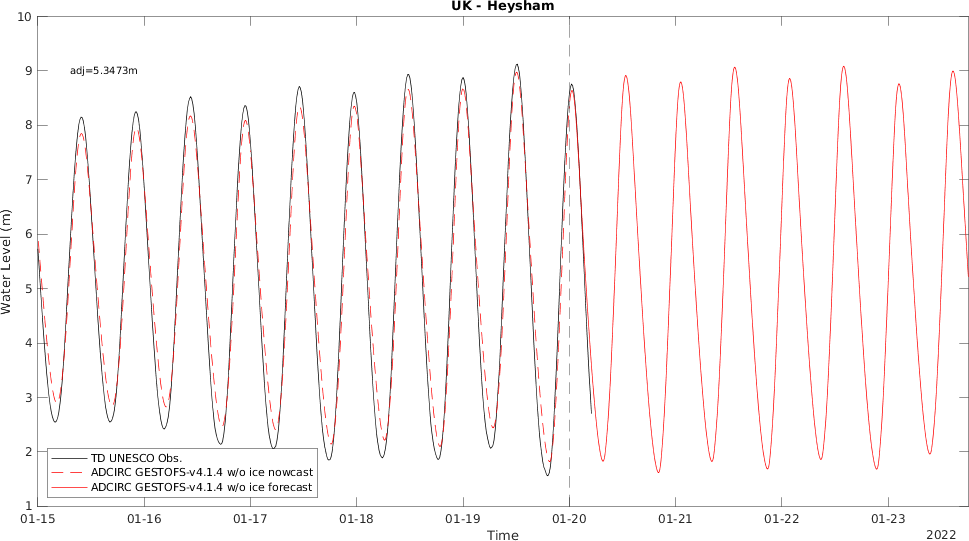 UK - Heysham
10
9
8
7
6
5
4
3
2
1
Water Level (m)
adj=5.3473m
TD UNESCO Obs.
ADCIRC GESTOFS-v4.1.4 w/o ice nowcast
ADCIRC GESTOFS-v4.1.4 w/o ice forecast
01-15 01-16 01-17 01-18 01-19 01-20 01-21 01-22 01-23
Time
2022